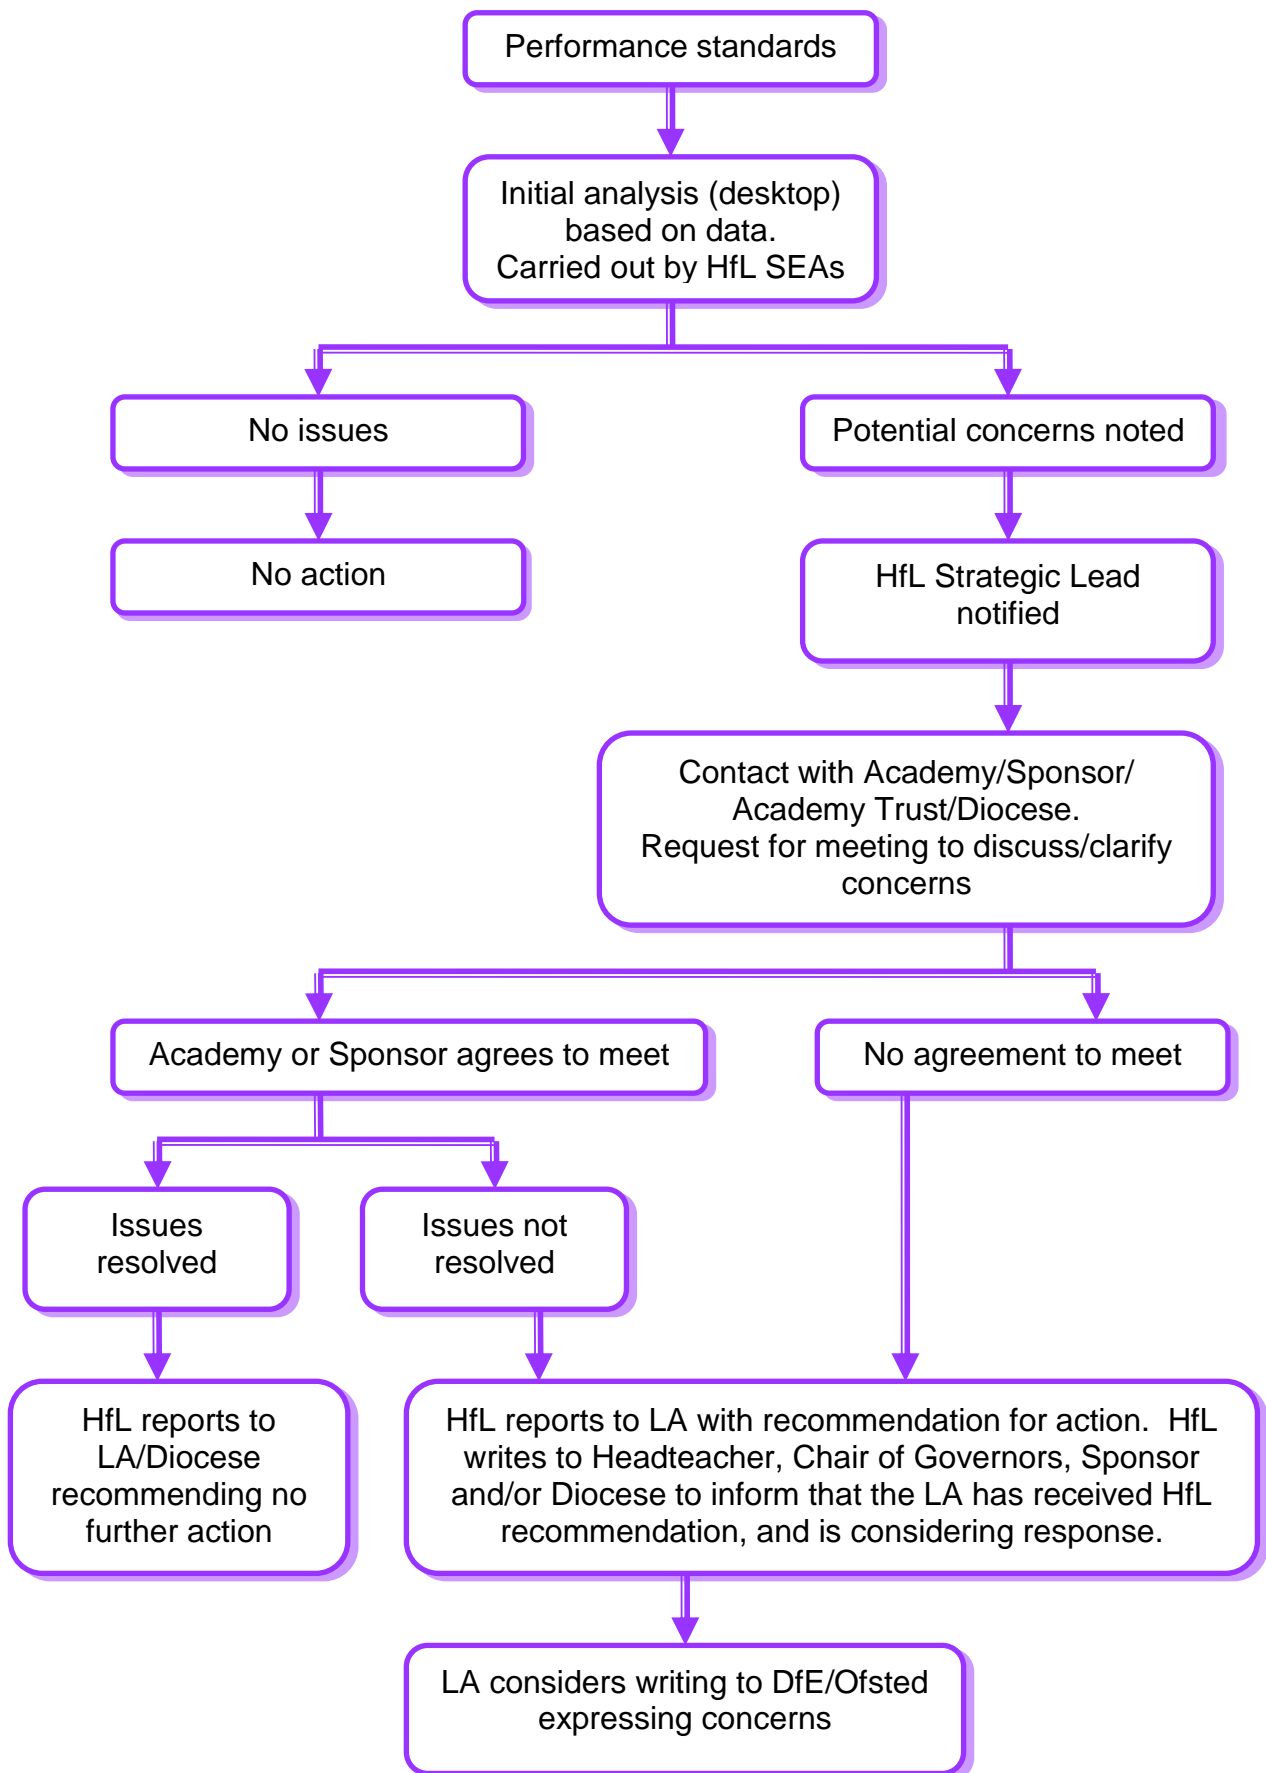 Performance standards
Initial analysis (desktop)
based on data.
Carried out by HfL SEAs
No issues
Potential concerns noted
No action
HfL Strategic Lead
notified
Contact with Academy/Sponsor/
Academy Trust/Diocese.
Request for meeting to discuss/clarify
concerns
Academy or Sponsor agrees to meet
No agreement to meet
Issues
resolved
Issues not
resolved
HfL reports to
LA/Diocese
recommending no
further action
HfL reports to LA with recommendation for action.  HfL
writes to Headteacher, Chair of Governors, Sponsor
and/or Diocese to inform that the LA has received HfL
recommendation, and is considering response.
LA considers writing to DfE/Ofsted
expressing concerns